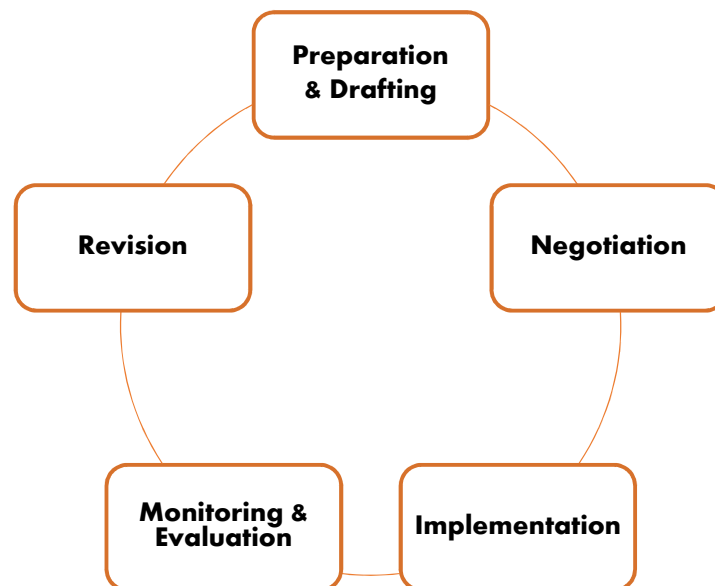 Preparation
& Drafting
Revision
Negotiation
Monitoring &
Evaluation
Implementation